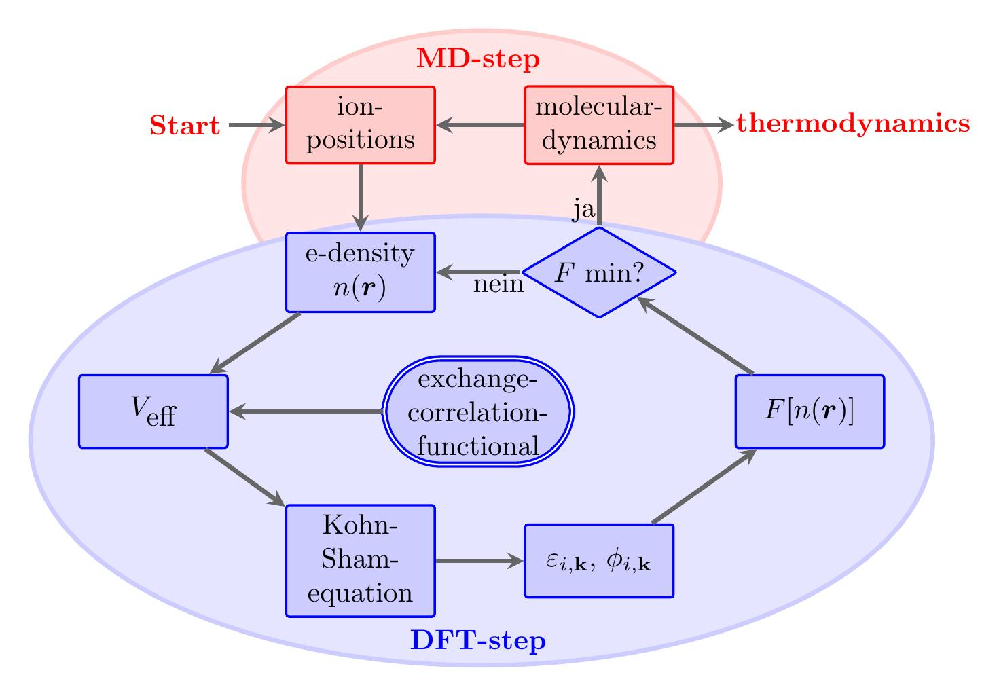 MD-step
Start
ion-
positions
molecular-
dynamics
thermodynamics
ja
e-density
n(r)
nein
F min?
V_eff
exchange-
correlation-
functional
F[n(r)]
Kohn-
Sham-
equation
ε_{i,k}, ϕ_{i,k}
DFT-step